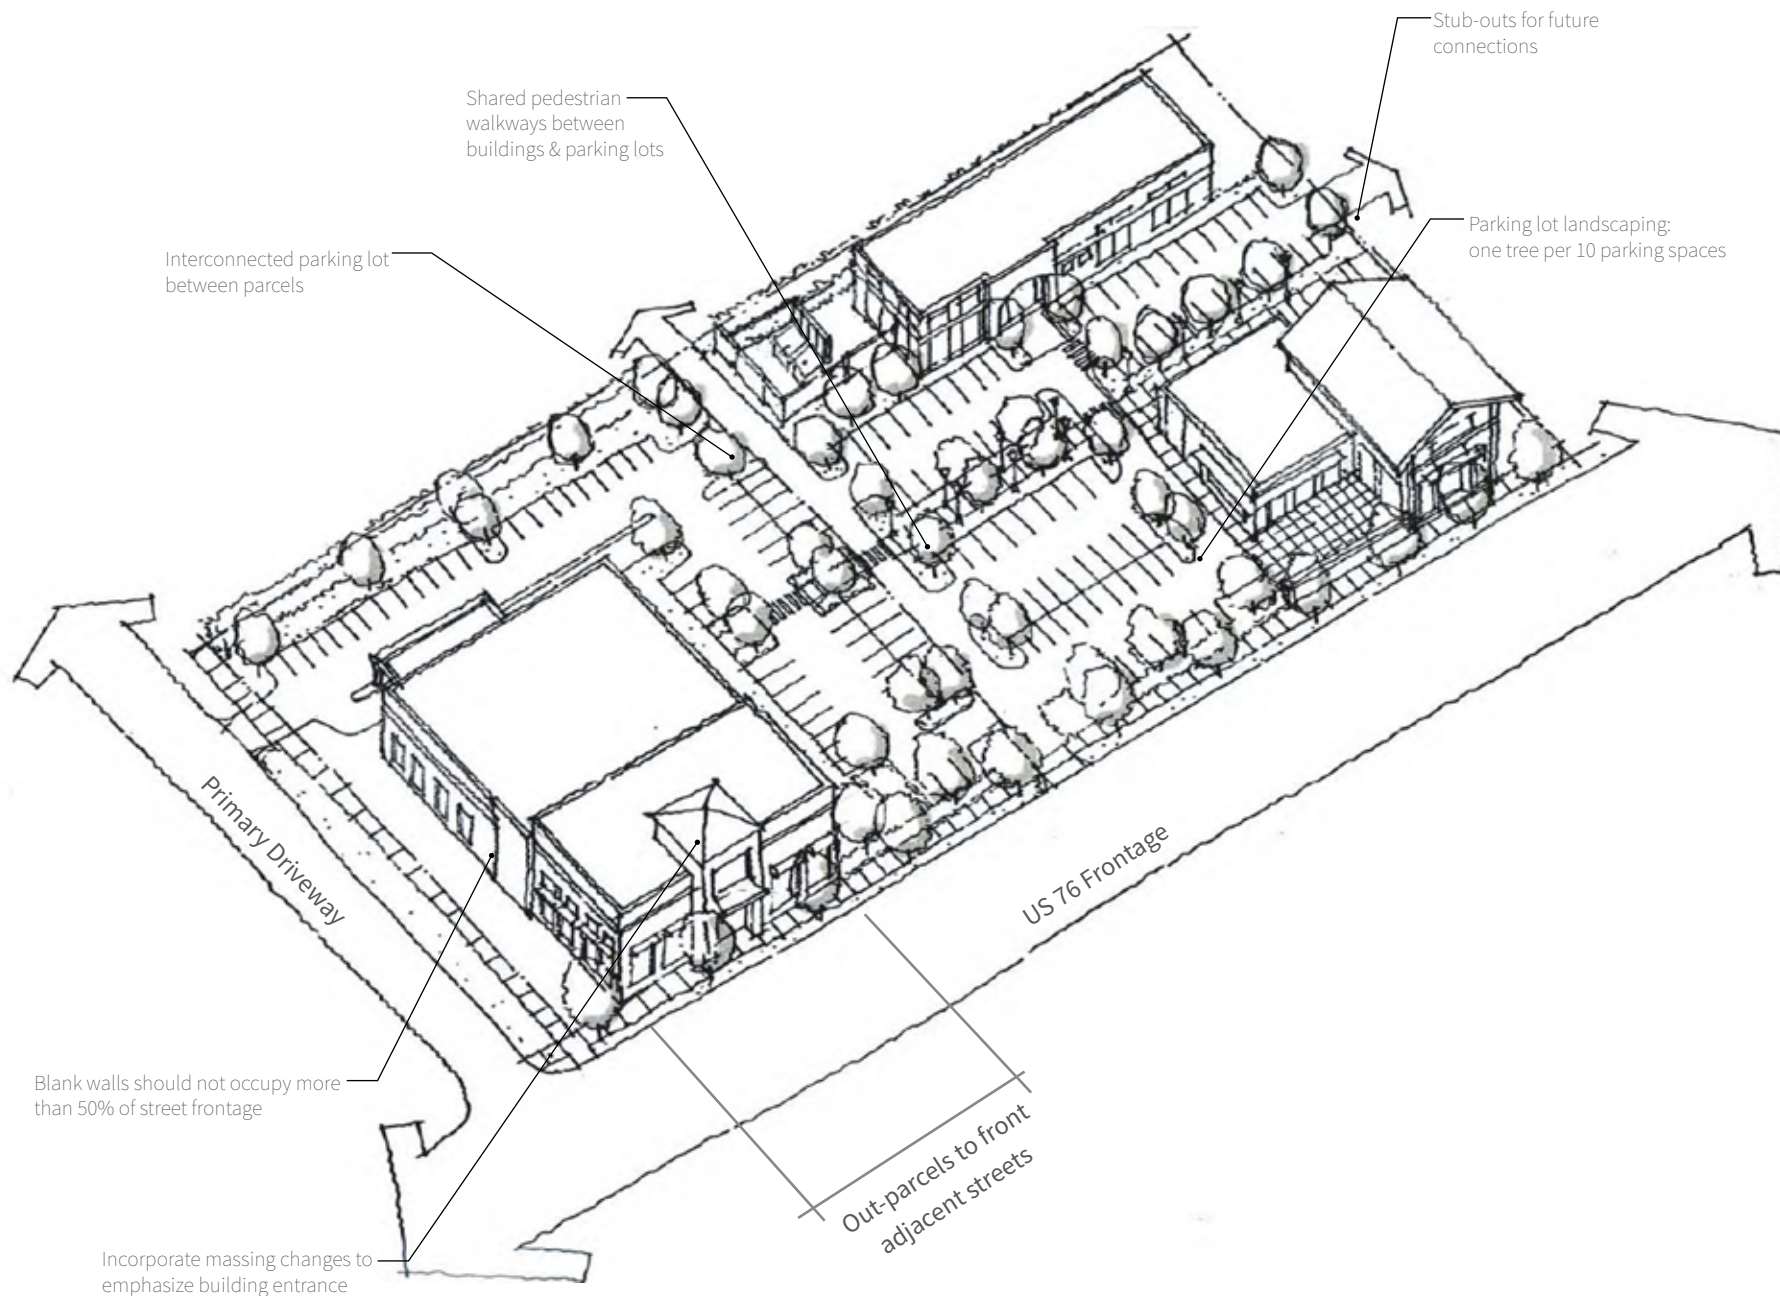 Stub-outs for future
connections
Shared pedestrian
walkways between
buildings & parking lots
Parking lot landscaping:
one tree per 10 parking spaces
Interconnected parking lot
between parcels
Primary Driveway
US 76 Frontage
Blank walls should not occupy more
than 50% of street frontage
Out-parcels to front
adjacent streets
Incorporate massing changes to
emphasize building entrance